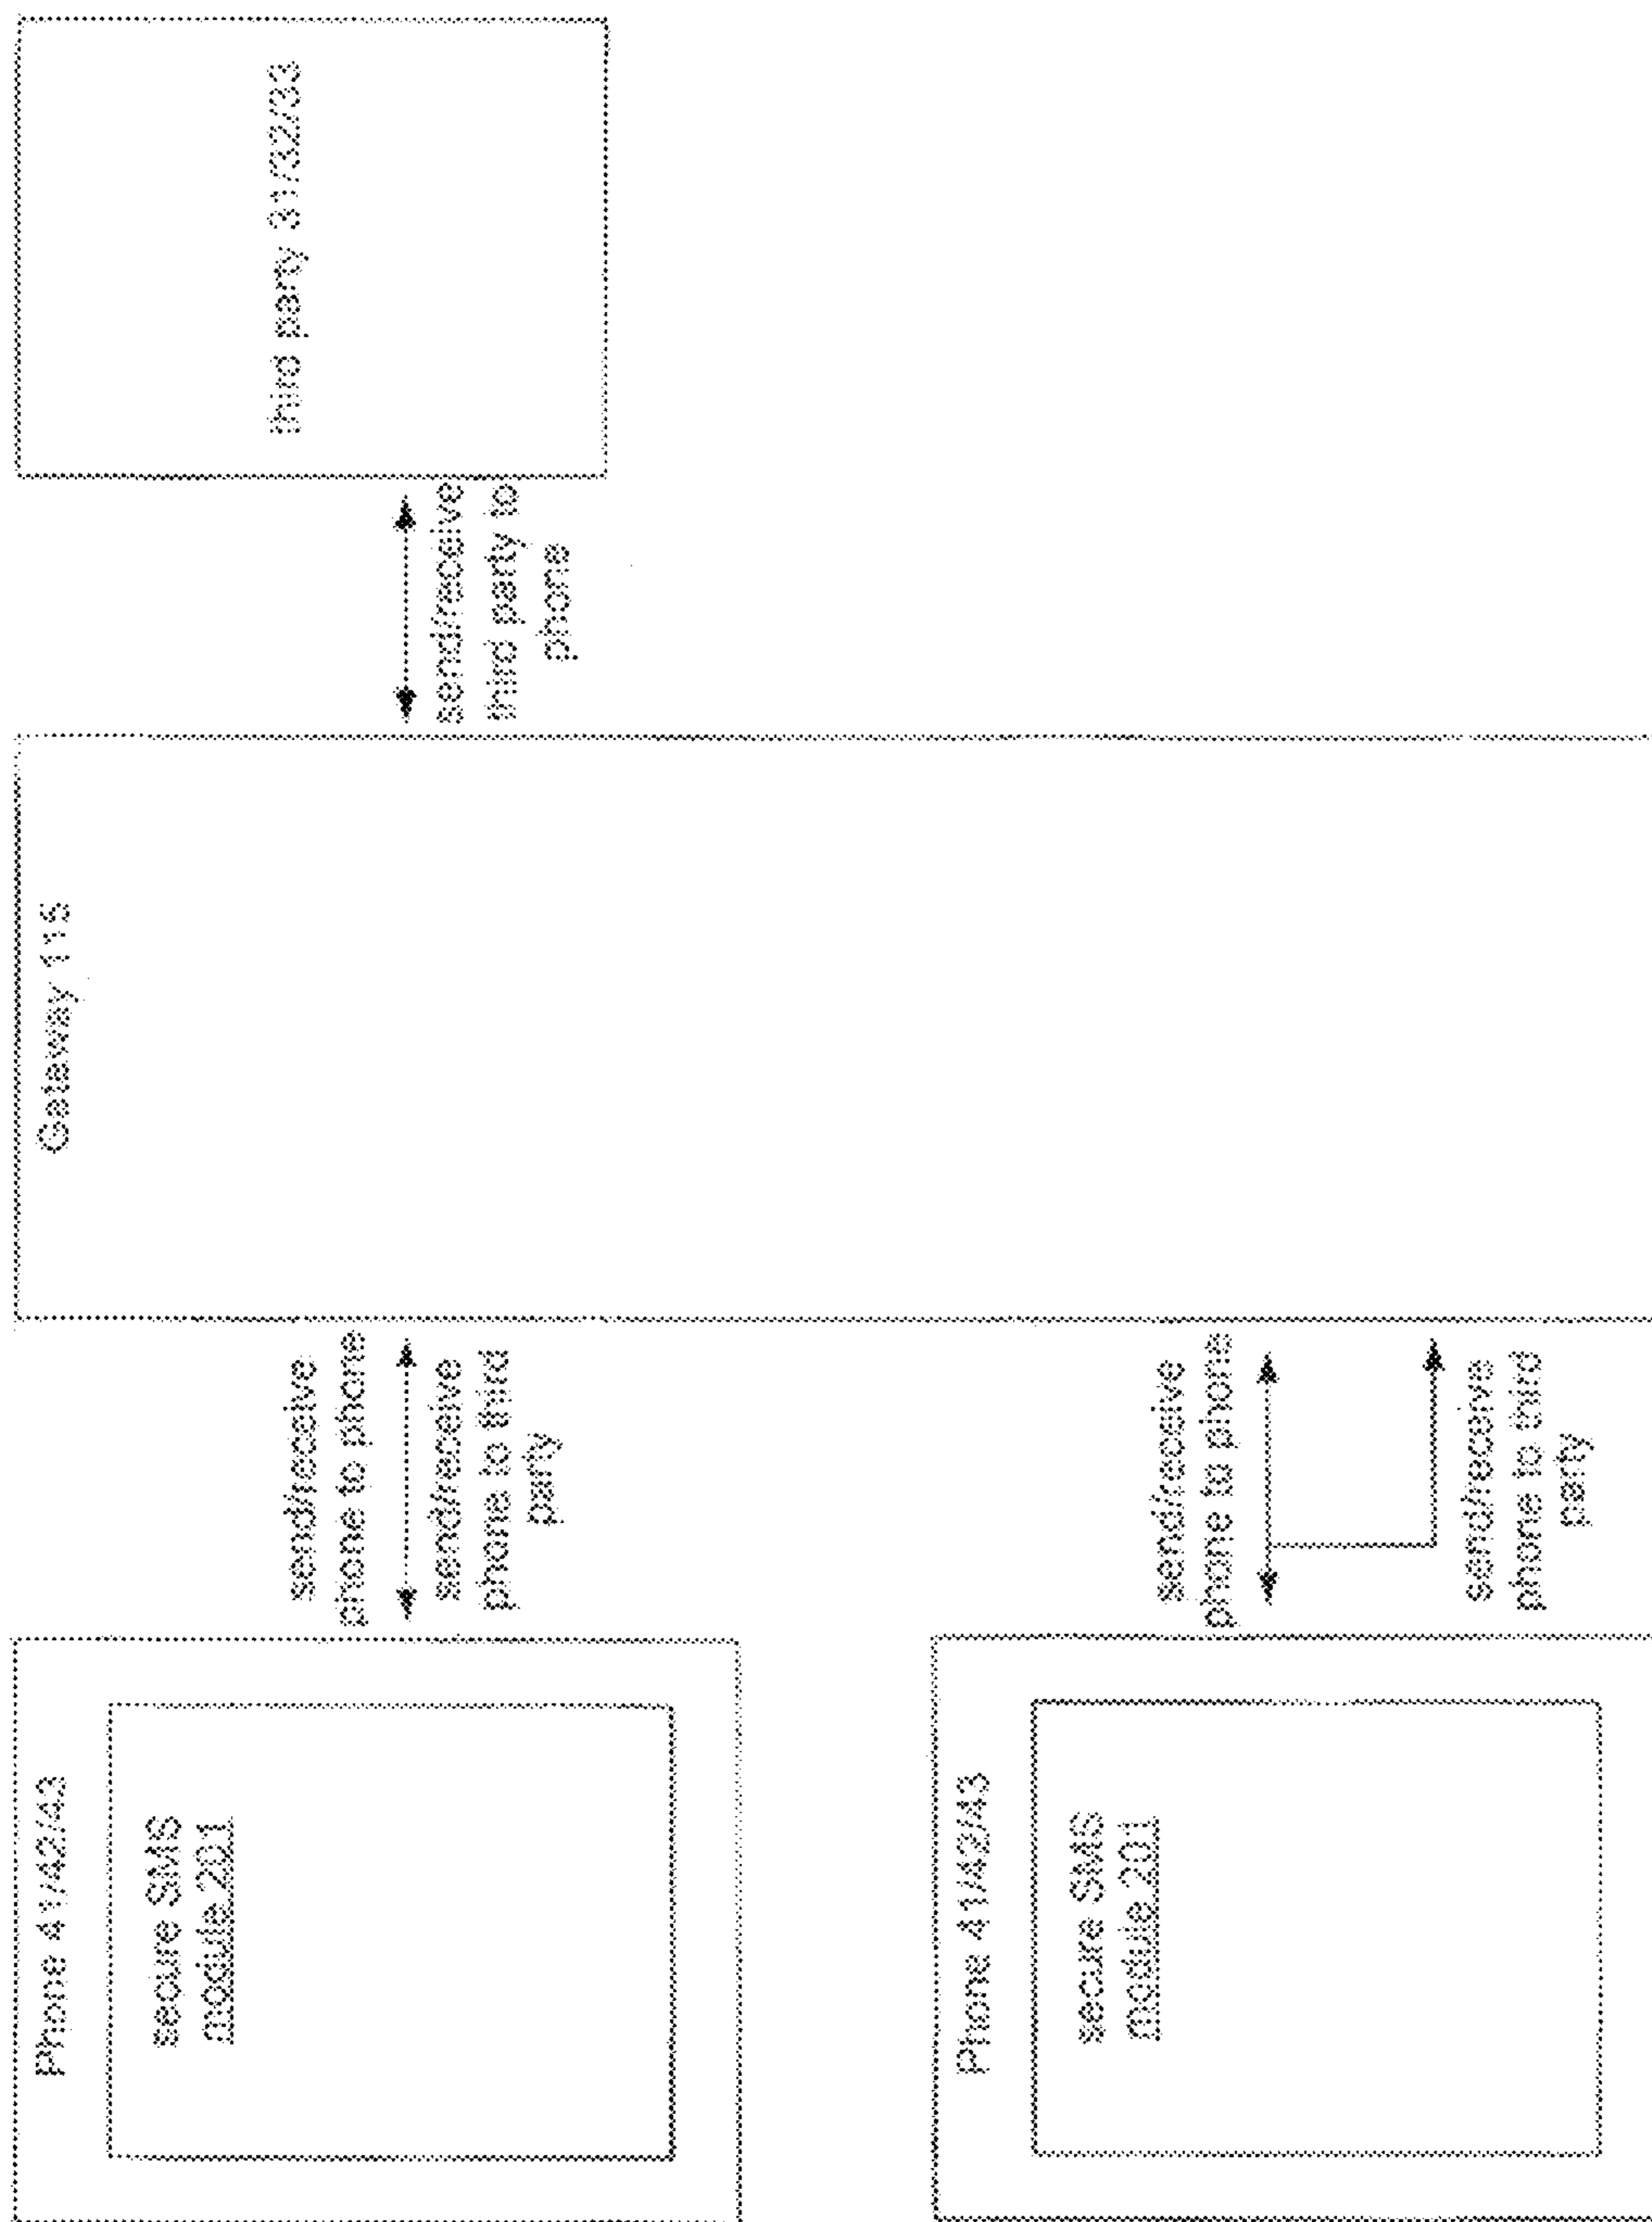 Phone 41/42/43
secure SMS
module 201
send/receive
phone to phone
send/receive
phone to third
party
Gateway 115
send/receive
third party to
phone
third party 31/32/33
Phone 41/42/43
secure SMS
module 201
send/receive
phone to phone
send/receive
phone to third
party